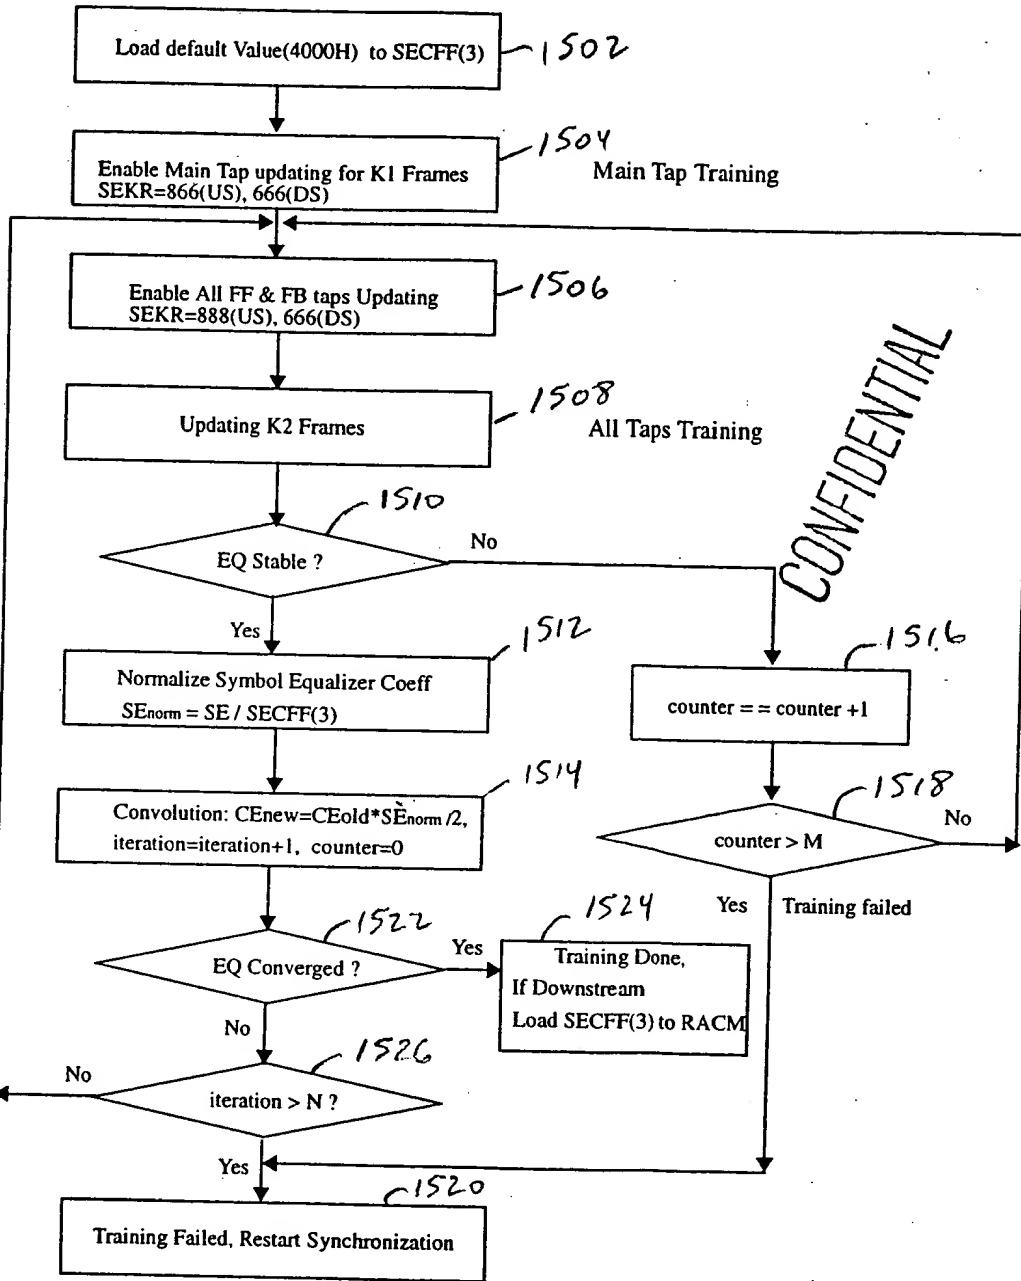 Load default Value(4000H) to SECFF(3)
1502
Enable Main Tap updating for K1 Frames
SEKR=866(US), 666(DS)
1504
Main Tap Training
Enable All FF & FB taps Updating
SEKR=888(US), 666(DS)
1506
Updating K2 Frames
1508
All Taps Training
CONFIDENTIAL
1510
EQ Stable ?
No
Yes
1512
Normalize Symbol Equalizer Coeff
SEnorm = SE / SECFF(3)
1516
counter = = counter +1
1514
Convolution: CEnew=CEold*SÈnorm /2,
iteration=iteration+1, counter=0
1518
counter > M
No
Yes
Training failed
1522
EQ Converged ?
Yes
1524
Training Done,
If Downstream
Load SECFF(3) to RACM
No
1526
No
iteration > N ?
Yes
1520
Training Failed, Restart Synchronization